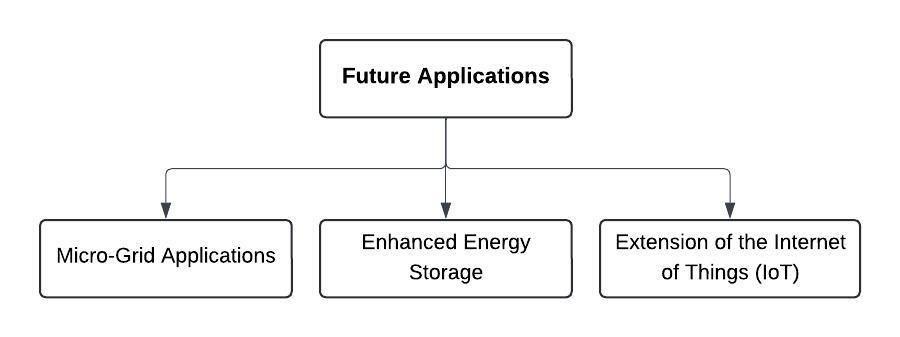 Future Applications
Micro-Grid Applications
Enhanced Energy
Storage
Extension of the Internet
of Things (IoT)